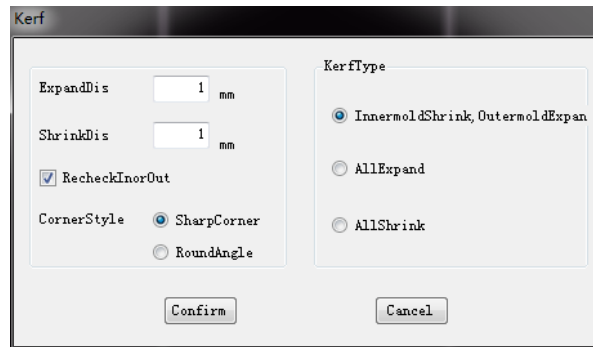 Kerf
ExpandDis 1 mm
ShrinkDis 1 mm
RecheckInorOut
CornerStyle SharpCorner
RoundAngle
KerfType
InnermoldShrink,OutermoldExpan
AllExpand
AllShrink
Confirm
Cancel